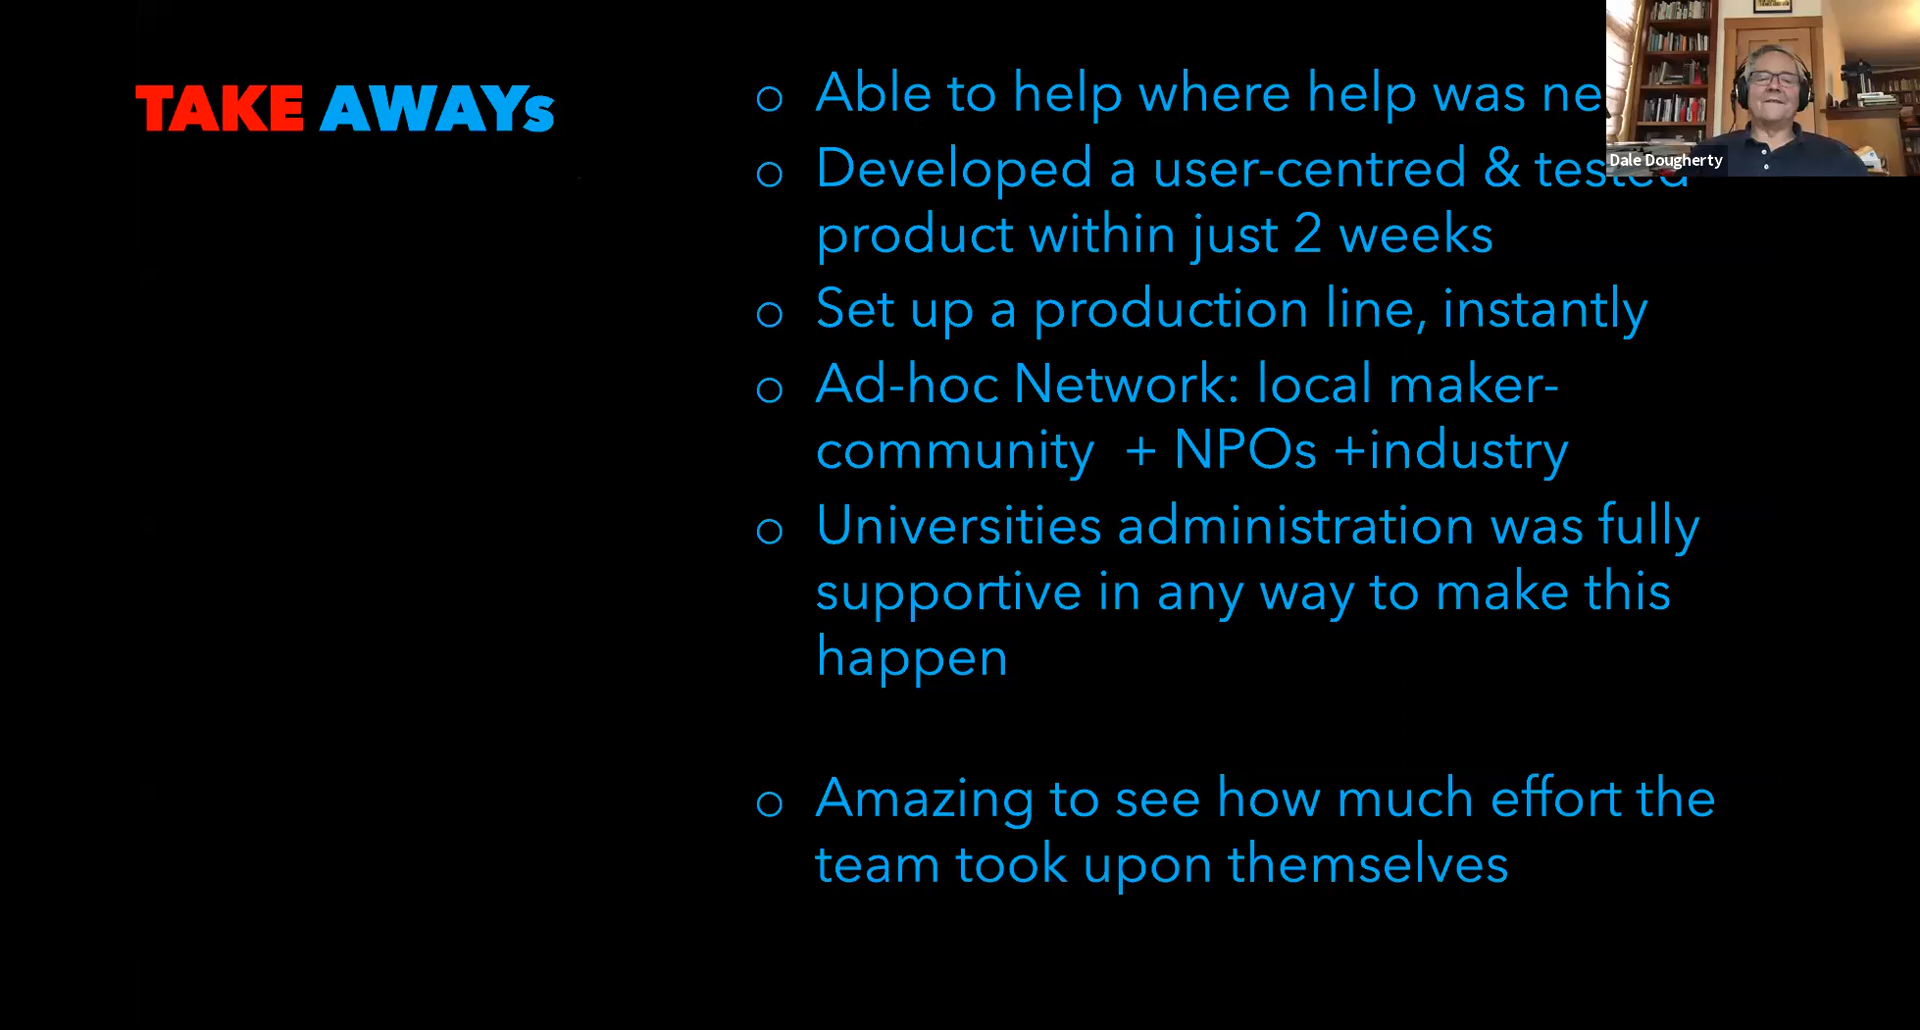 TAKE AWAYs
o Able to help where help was
o Developed a user-centred & tested
product within just 2 weeks
o Set up a production line, instantly
o Ad-hoc Network: local maker-
community + NPOs +industry
o Universities administration was fully
supportive in any way to make this
happen
o Amazing to see how much effort the
team took upon themselves
Dale Dougherty